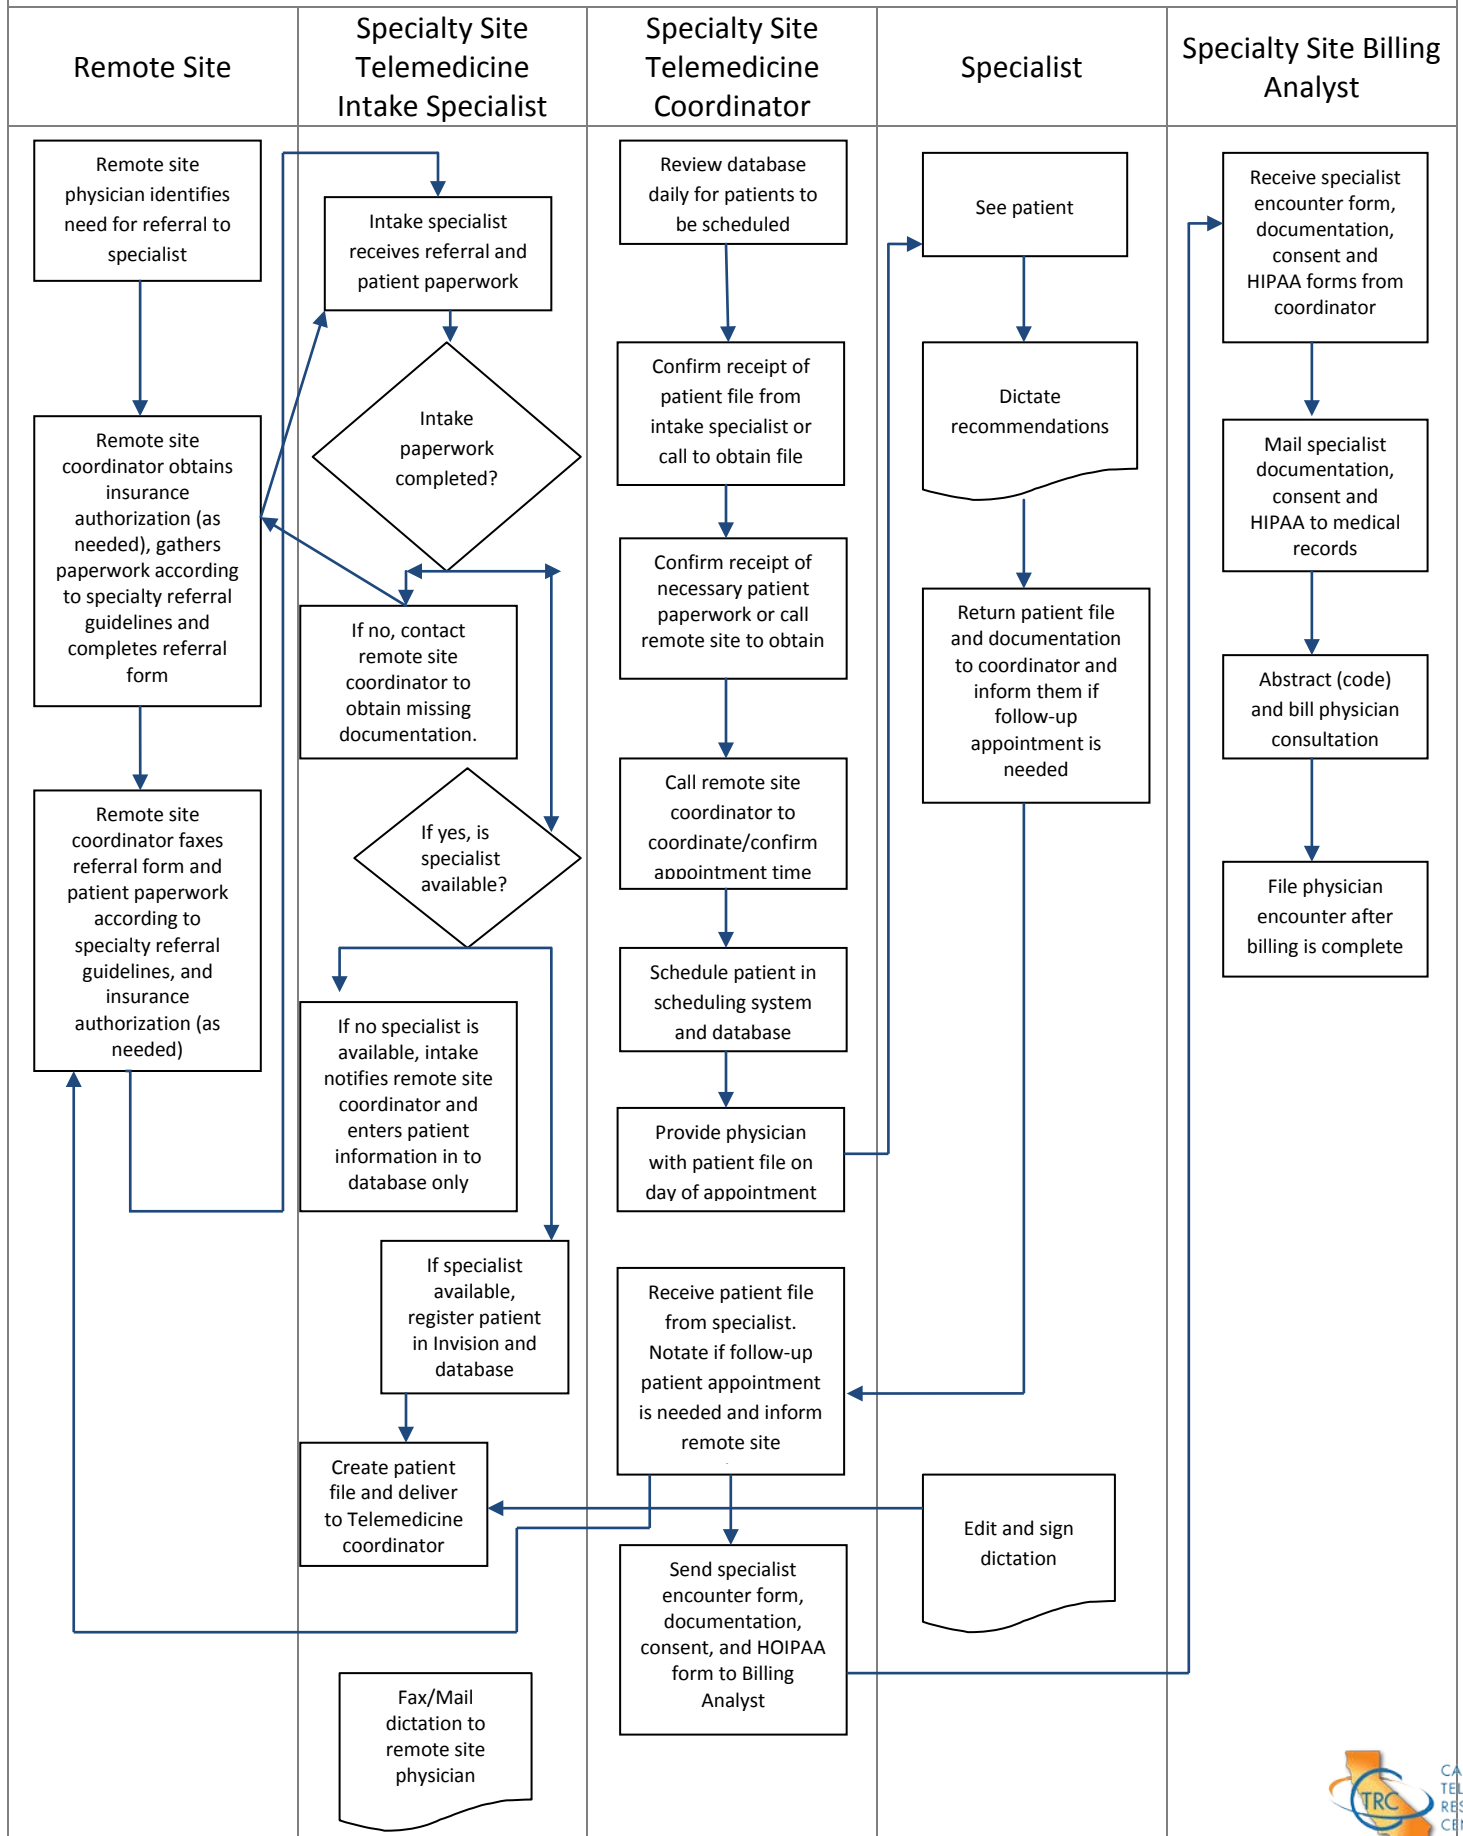 Remote Site
Specialty Site
Telemedicine
Intake Specialist
Specialty Site
Telemedicine
Coordinator
Specialist
Specialty Site Billing
Analyst
Remote site
physician identifies
need for referral to
specialist
Remote site
coordinator obtains
insurance
authorization (as
needed), gathers
paperwork according
to specialty referral
guidelines and
completes referral
form
Remote site
coordinator faxes
referral form and
patient paperwork
according to
specialty referral
guidelines, and
insurance
authorization (as
needed)
Intake specialist
receives referral and
patient paperwork
Intake
paperwork
completed?
If no, contact
remote site
coordinator to
obtain missing
documentation.
If yes, is
specialist
available?
If no specialist is
available, intake
notifies remote site
coordinator and
enters patient
information in to
database only
If specialist
available,
register patient
in Invision and
database
Create patient
file and deliver
to Telemedicine
coordinator
Fax/Mail
dictation to
remote site
physician
Review database
daily for patients to
be scheduled
Confirm receipt of
patient file from
intake specialist or
call to obtain file
Confirm receipt of
necessary patient
paperwork or call
remote site to obtain
Call remote site
coordinator to
coordinate/confirm
appointment time
Schedule patient in
scheduling system
and database
Provide physician
with patient file on
day of appointment
Receive patient file
from specialist.
Notate if follow-up
patient appointment
is needed and inform
remote site
Send specialist
encounter form,
documentation,
consent, and HOIPAA
form to Billing
Analyst
See patient
Dictate
recommendations
Return patient file
and documentation
to coordinator and
inform them if
follow-up
appointment is
needed
Edit and sign
dictation
Receive specialist
encounter form,
documentation,
consent and
HIPAA forms from
coordinator
Mail specialist
documentation,
consent and
HIPAA to medical
records
Abstract (code)
and bill physician
consultation
File physician
encounter after
billing is complete
TRC